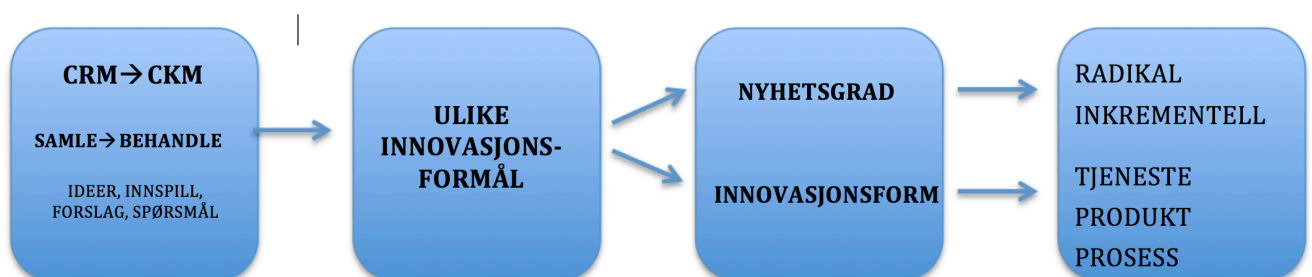 CRM→CKM
SAMLE→BEHANDLE
IDEER, INNSPILL,
FORSLAG, SPØRSMÅL
ULIKE
INNOVASJONS-
FORMÅL
NYHETSGRAD
INNOVASJONSFORM
RADIKAL
INKREMENTELL
TJENESTE
PRODUKT
PROSESS